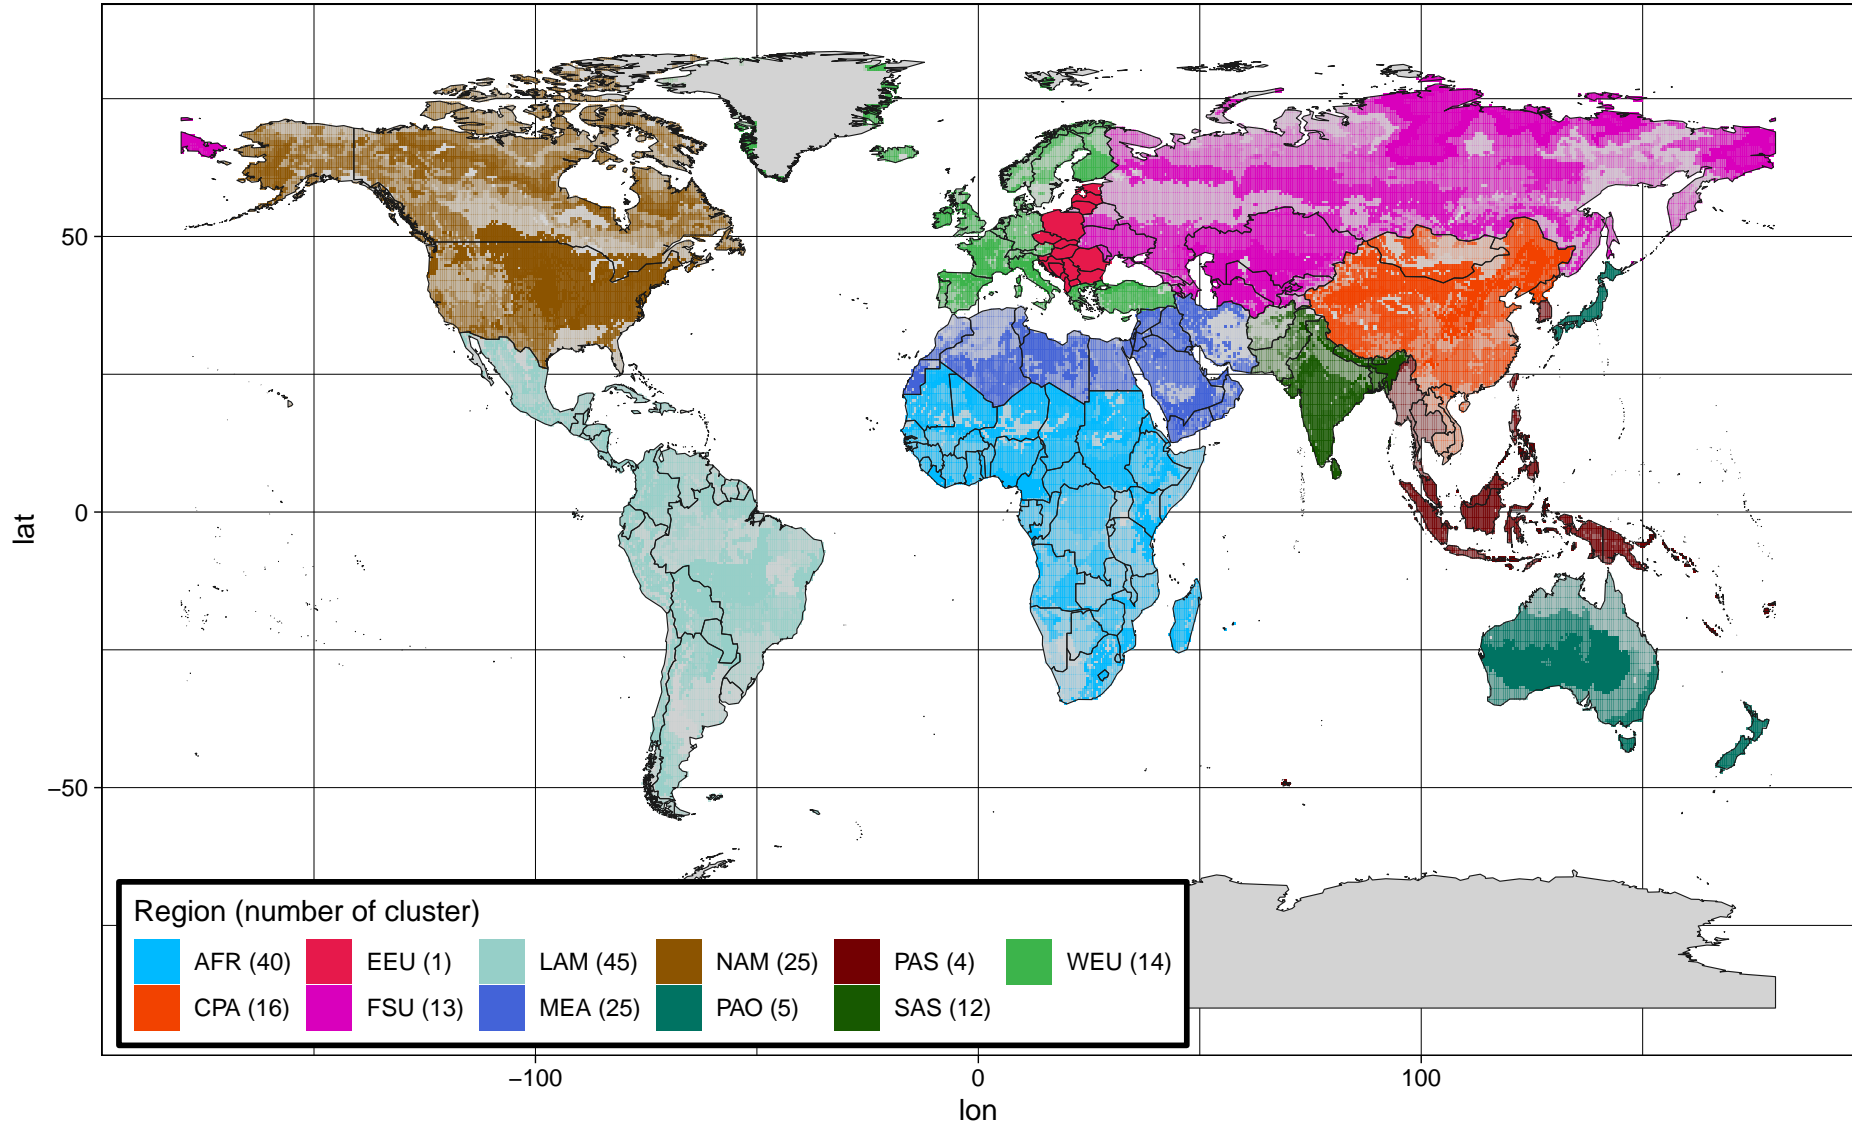 50
0
−50
lat
Region (number of cluster)
AFR (40) EEU (1) LAM (45) NAM (25) PAS (4) WEU (14)
CPA (16) FSU (13) MEA (25) PAO (5) SAS (12)
−100 0 100
lon